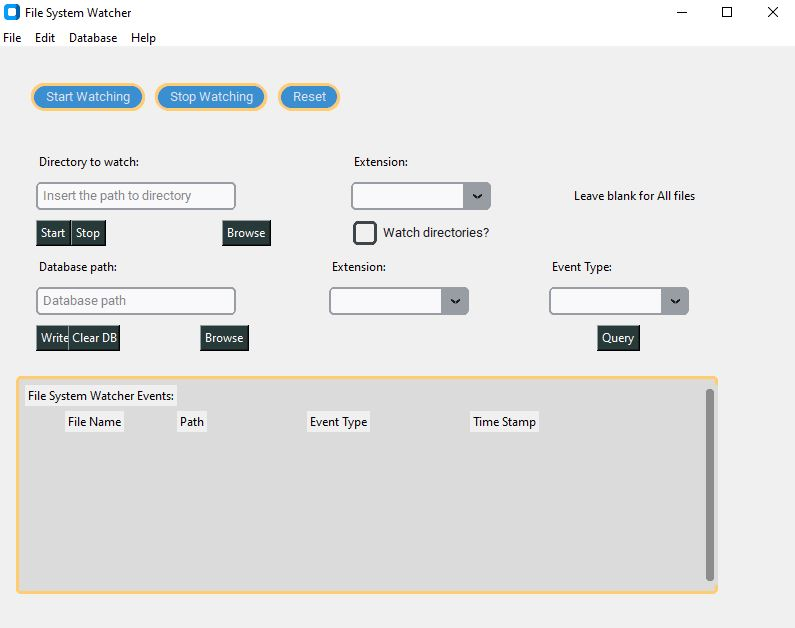 File System Watcher
File Edit Database Help
Start Watching Stop Watching Reset
Directory to watch: Extension:
Insert the path to directory Leave blank for All files
Start Stop Browse Watch directories?
Database path: Extension: Event Type:
Database path
Write Clear DB Browse Query
File System Watcher Events:
File Name Path Event Type Time Stamp